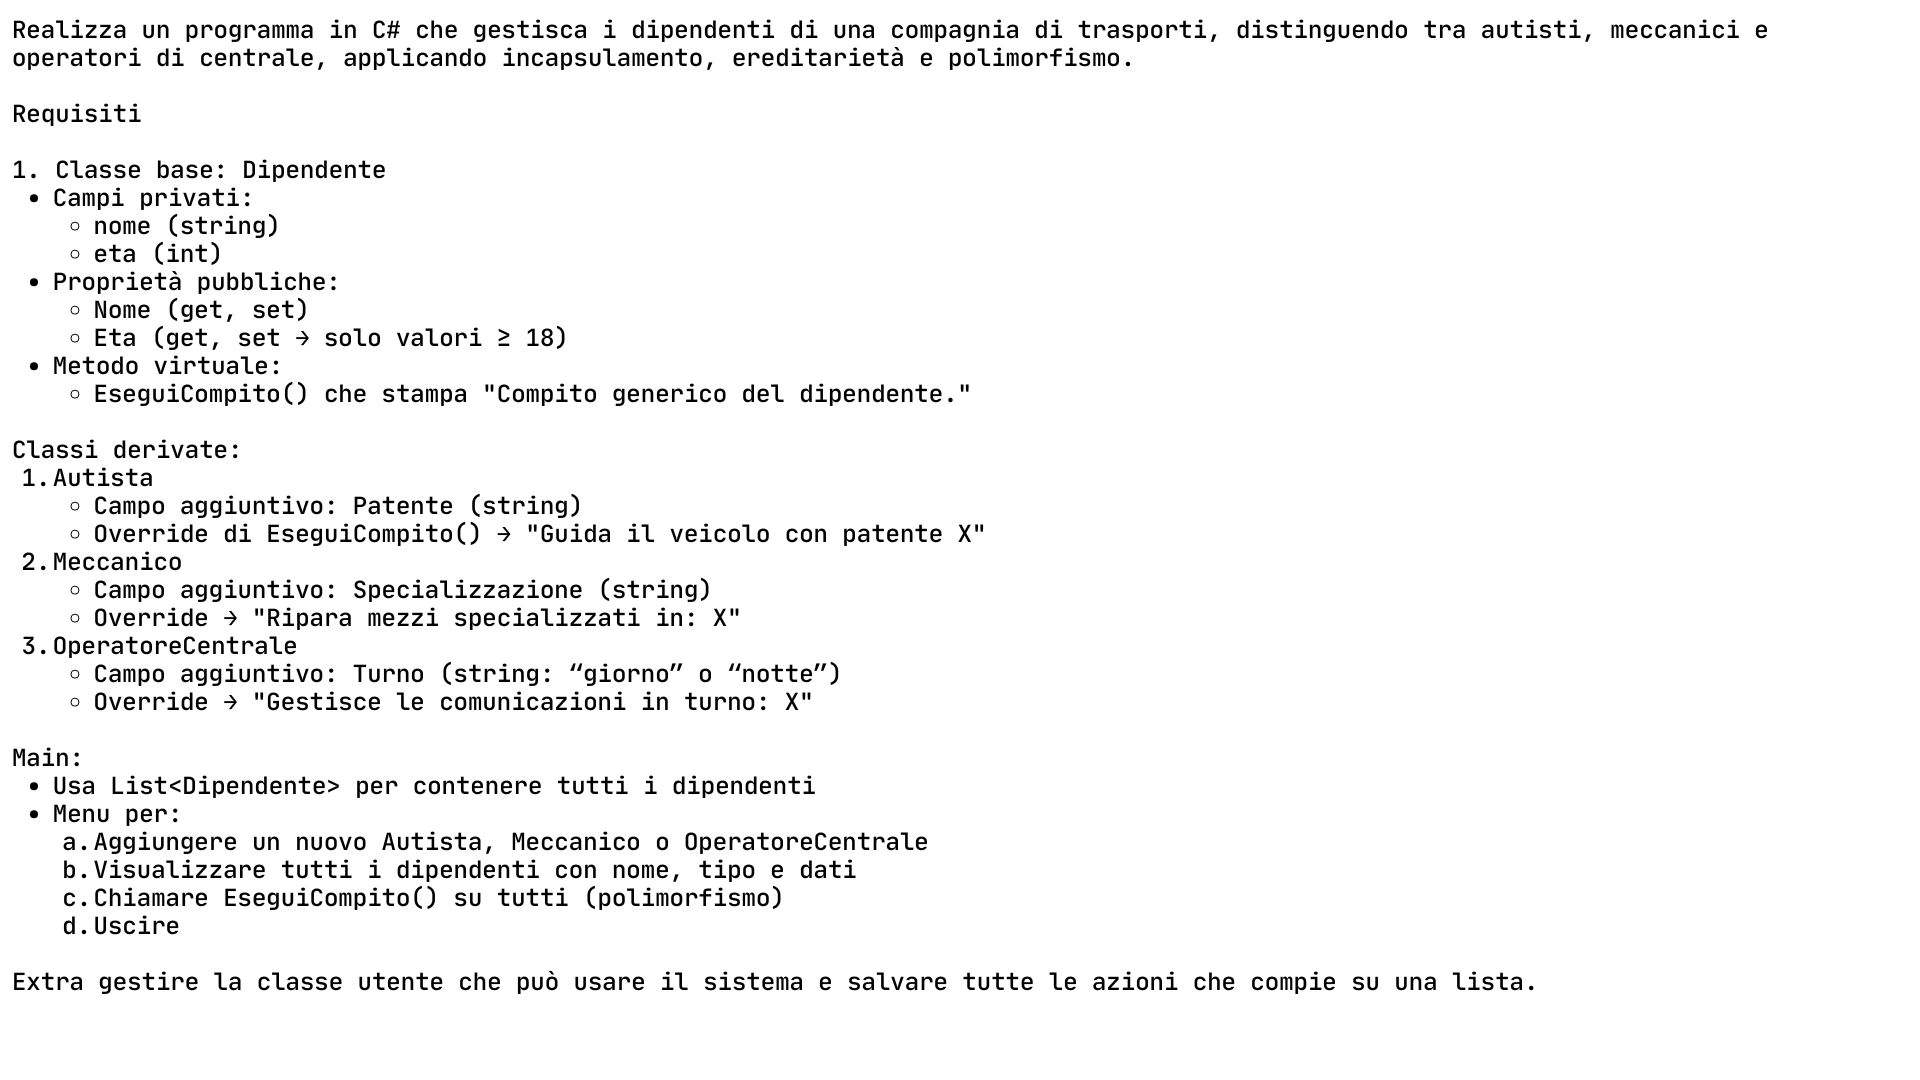 Realizza un programma in C# che gestisca i dipendenti di una compagnia di trasporti, distinguendo tra autisti, meccanici e
operatori di centrale, applicando incapsulamento, ereditarietà e polimorfismo.

Requisiti

1. Classe base: Dipendente
• Campi privati:
◦ nome (string)
◦ eta (int)
• Proprietà pubbliche:
◦ Nome (get, set)
◦ Eta (get, set → solo valori ≥ 18)
• Metodo virtuale:
◦ EseguiCompito() che stampa "Compito generico del dipendente."

Classi derivate:
1. Autista
◦ Campo aggiuntivo: Patente (string)
◦ Override di EseguiCompito() → "Guida il veicolo con patente X"
2. Meccanico
◦ Campo aggiuntivo: Specializzazione (string)
◦ Override → "Ripara mezzi specializzati in: X"
3. OperatoreCentrale
◦ Campo aggiuntivo: Turno (string: “giorno” o “notte”)
◦ Override → "Gestisce le comunicazioni in turno: X"

Main:
• Usa List<Dipendente> per contenere tutti i dipendenti
• Menu per:
a. Aggiungere un nuovo Autista, Meccanico o OperatoreCentrale
b. Visualizzare tutti i dipendenti con nome, tipo e dati
c. Chiamare EseguiCompito() su tutti (polimorfismo)
d. Uscire

Extra gestire la classe utente che può usare il sistema e salvare tutte le azioni che compie su una lista.